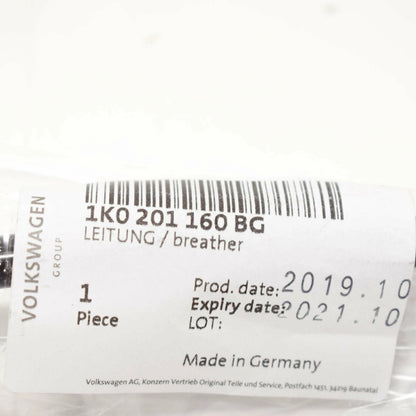 VOLKSWAGEN
GROUP
1K0 201 160 BG
LEITUNG / breather
1
Piece
Prod. date: 2019.10
Expiry date: 2021.10
LOT:
Made in Germany
Volkswagen AG, Konzern Vertrieb Original Teile und Service, Postfach 1451, 34219 Baunatal